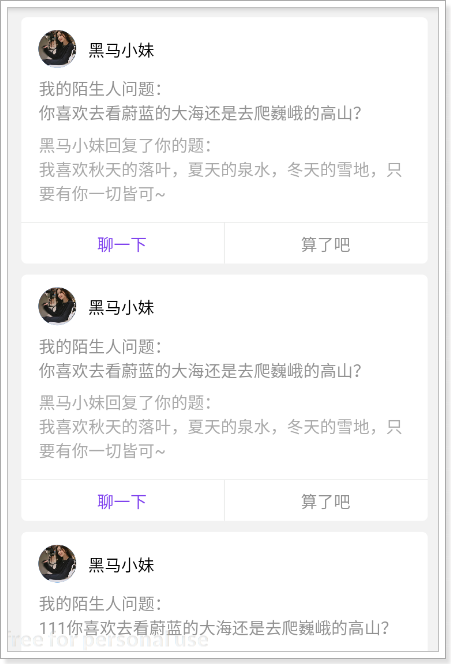 黑马小妹
我的陌生人问题：
你喜欢去看蔚蓝的大海还是去爬巍峨的高山？
黑马小妹回复了你的题：
我喜欢秋天的落叶，夏天的泉水，冬天的雪地，只
要有你一切皆可~
聊一下
算了吧
黑马小妹
我的陌生人问题：
你喜欢去看蔚蓝的大海还是去爬巍峨的高山？
黑马小妹回复了你的题：
我喜欢秋天的落叶，夏天的泉水，冬天的雪地，只
要有你一切皆可~
聊一下
算了吧
黑马小妹
我的陌生人问题：
111你喜欢去看蔚蓝的大海还是去爬巍峨的高山？
free for personal use